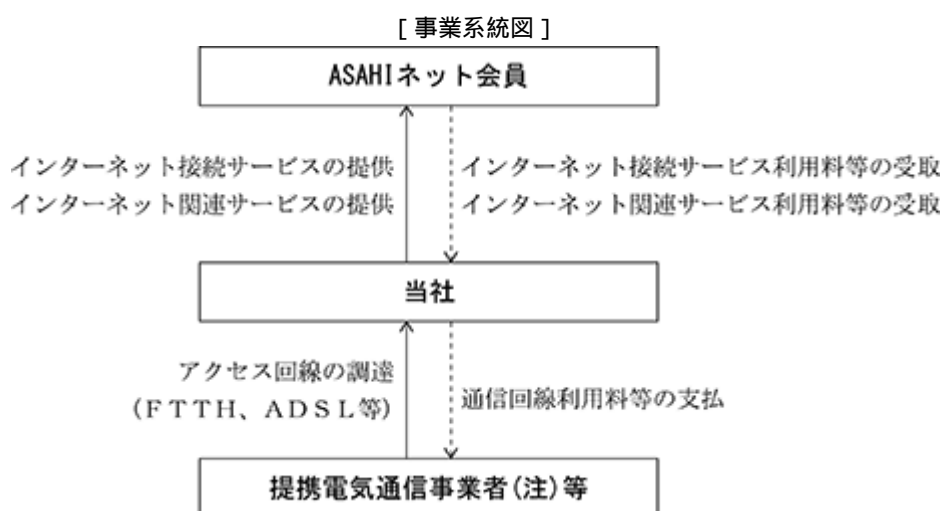 [ 事業系統図 ]
ASAHIネット会員
インターネット接続サービスの提供
インターネット関連サービスの提供
インターネット接続サービス利用料等の受取
インターネット関連サービス利用料等の受取
当社
アクセス回線の調達
(ＦＴＴＨ、ＡＤＳＬ等)
通信回線利用料等の支払
提携電気通信事業者(注)等